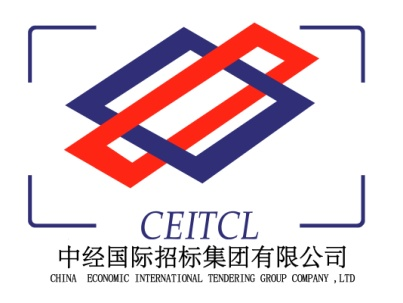 CEITCL
中经国际招标集团有限公司
CHINA ECONOMIC INTERNATIONAL TENDERING GROUP COMPANY ,LTD